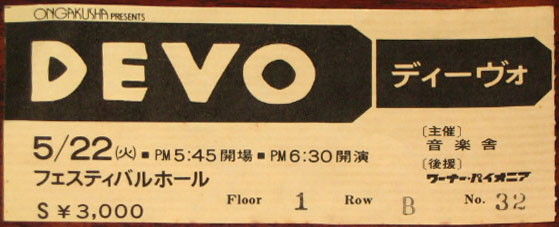 ONGAKUSHA PRESENTS
DEVO
ディーヴォ
5/22(火)■PM5:45開場■PM6:30開演
フェスティバルホール
S ¥3,000
〔主催〕
音楽舎
〔後援〕
ワーナー・パイオニア
Floor 1 Row B No. 32